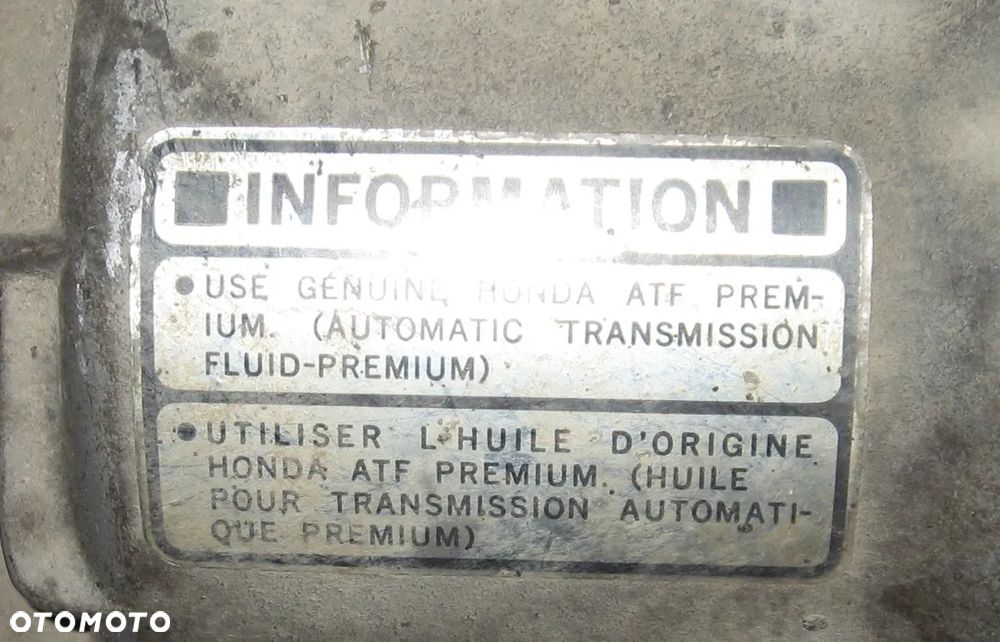 INFORMATION
• USE GENUINE HONDA ATF PREM-
IUM. (AUTOMATIC TRANSMISSION
FLUID-PREMIUM)
• UTILISER L'HUILE D'ORIGINE
HONDA ATF PREMIUM. (HUILE
POUR TRANSMISSION AUTOMATI-
QUE PREMIUM)
OTOMOTO